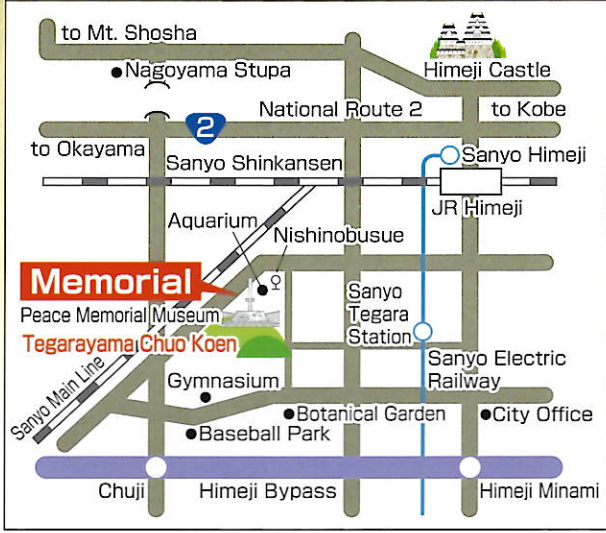 to Mt. Shosha
Nagoyama Stupa
Himeji Castle
National Route 2
to Kobe
2
to Okayama
Sanyo Shinkansen
Sanyo Himeji
JR Himeji
Aquarium
Nishinobusue
Memorial
Peace Memorial Museum
Tegarayama Chuo Koen
Sanyo
Tegara
Station
Sanyo Electric
Railway
Sanyo Main Line
Gymnasium
Botanical Garden
City Office
Baseball Park
Chuji
Himeji Bypass
Himeji Minami